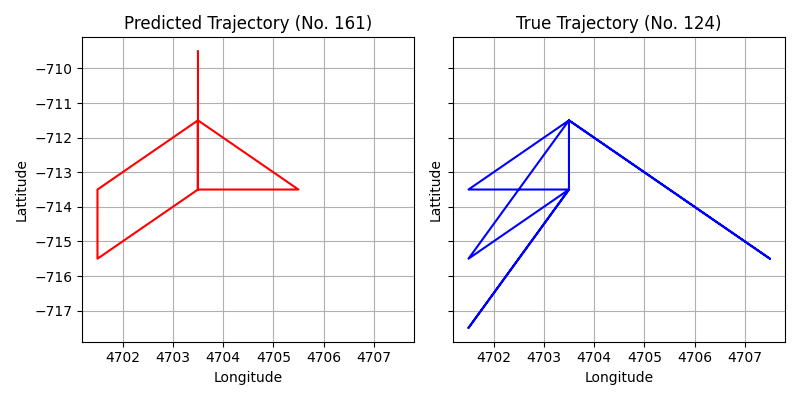 Predicted Trajectory (No. 161)
True Trajectory (No. 124)
Lattitude
−710
−711
−712
−713
−714
−715
−716
−717
Lattitude
4702 4703 4704 4705 4706 4707
4702 4703 4704 4705 4706 4707
Longitude
Longitude